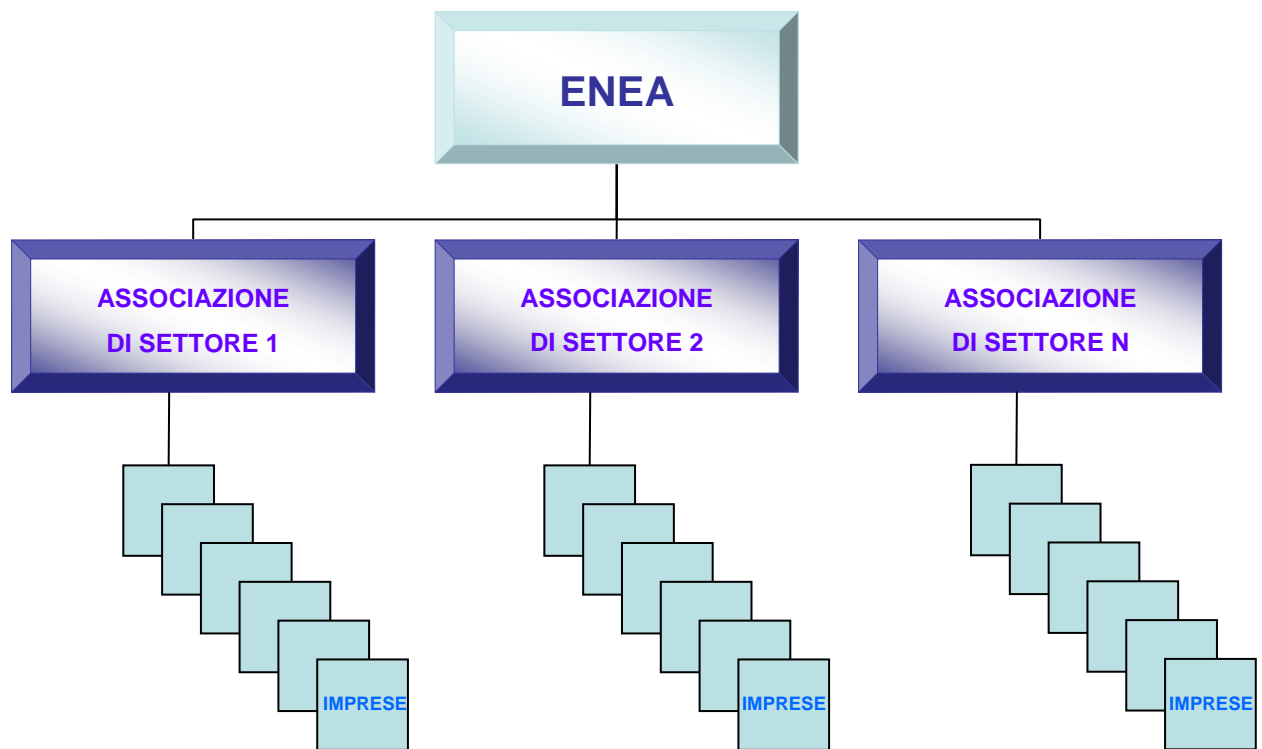 ENEA
ASSOCIAZIONE
DI SETTORE 1
ASSOCIAZIONE
DI SETTORE 2
ASSOCIAZIONE
DI SETTORE N
IMPRESE
IMPRESE
IMPRESE